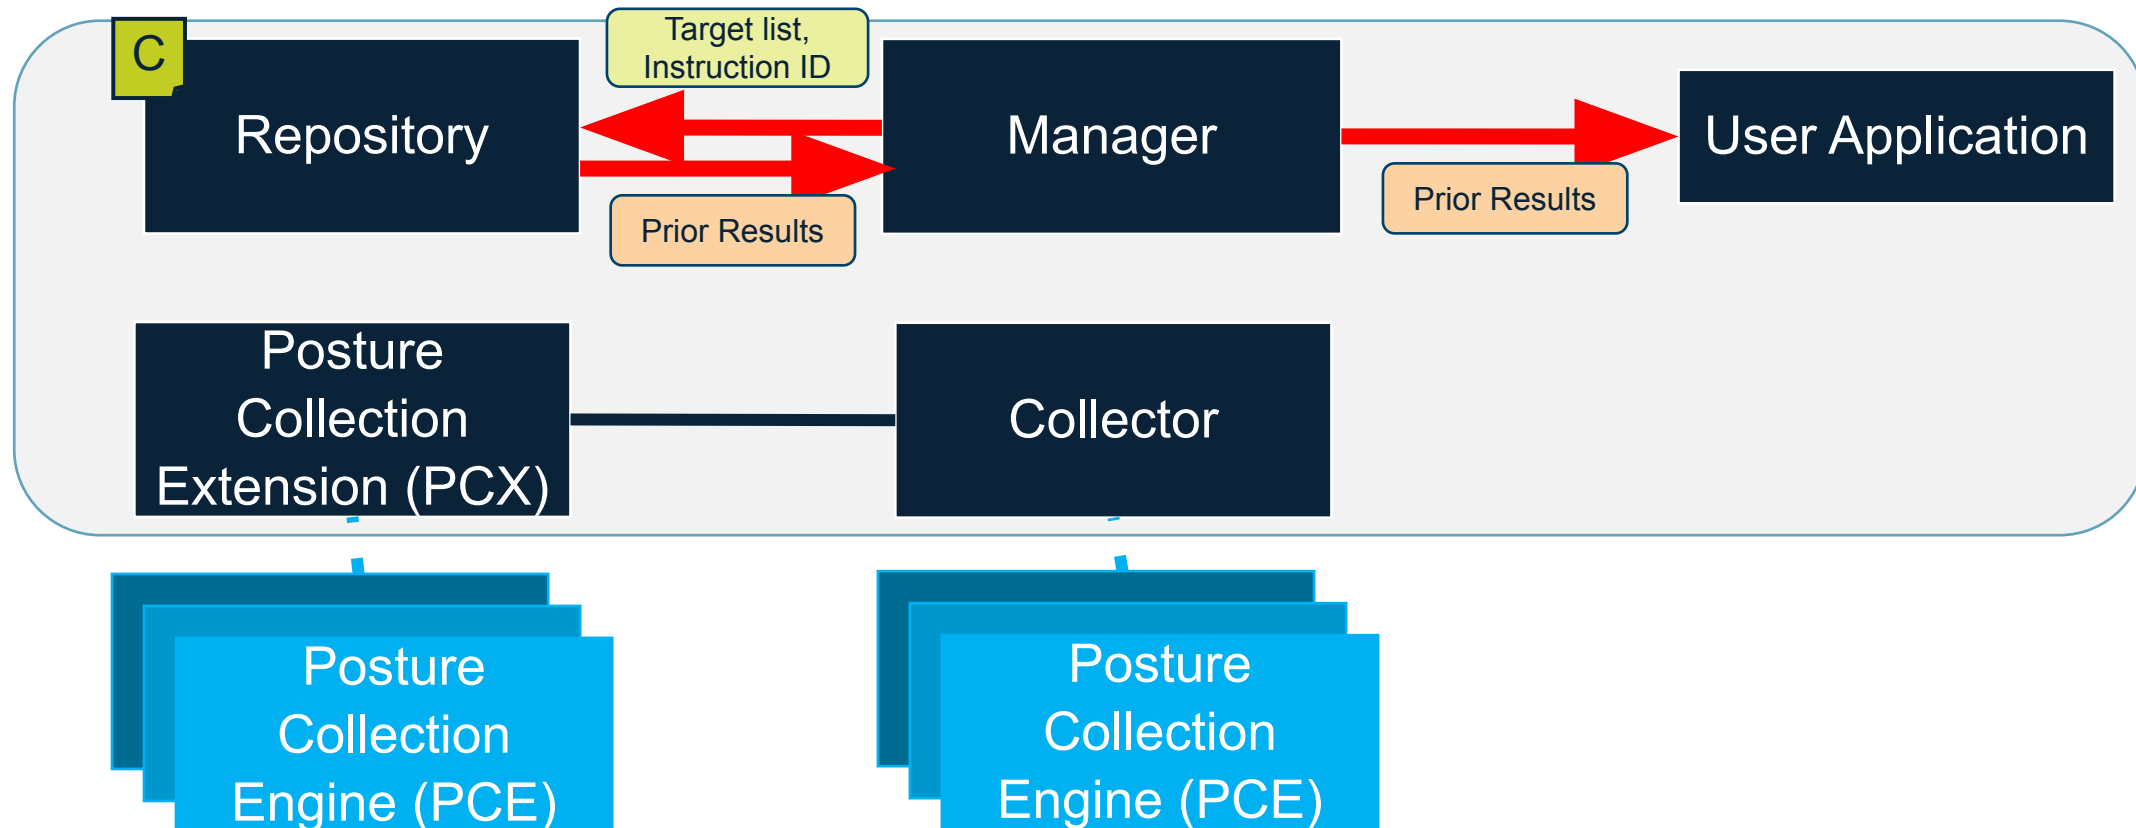 C
Repository
Target list,
Instruction ID
Prior Results
Manager
Prior Results
User Application
Posture
Collection
Extension (PCX)
Collector
Posture
Collection
Engine (PCE)
Posture
Collection
Engine (PCE)